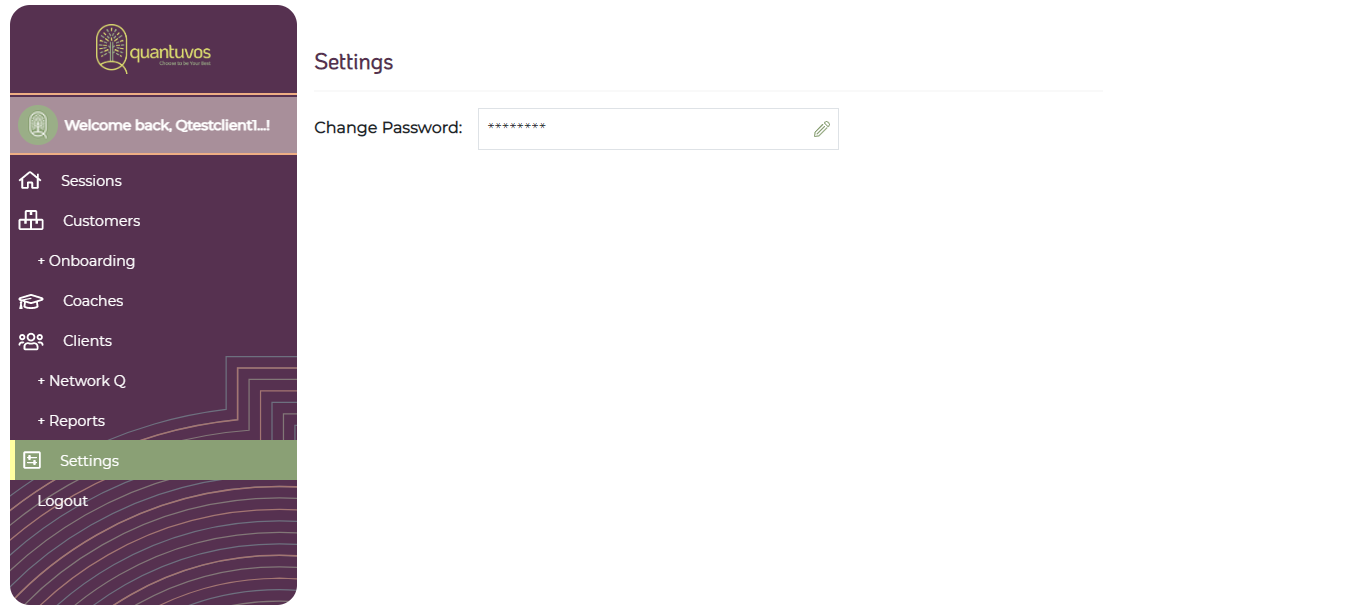 quantuvos
Choose to be Your Best
Welcome back, Qtestclient1...!
Sessions
Customers
+ Onboarding
Coaches
Clients
+ Network Q
+ Reports
Settings
Logout
Settings
Change Password: ********